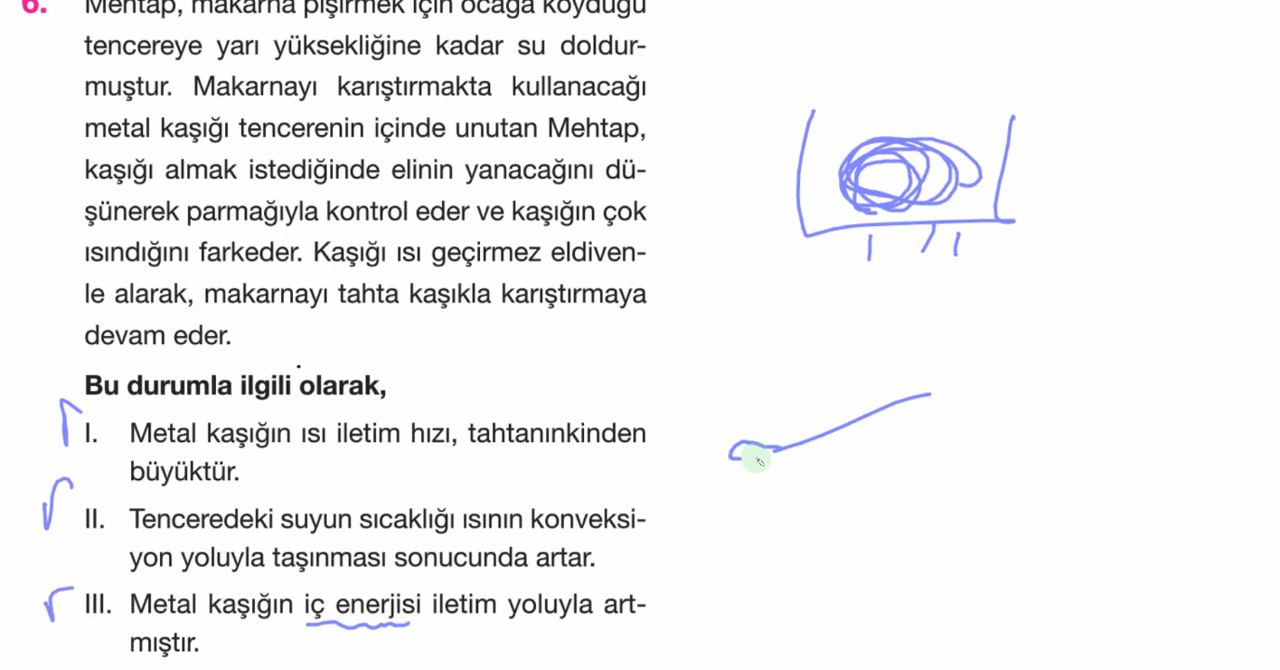 6. Mehtap, makarna pişirmek için ocağa koyduğu
tencereye yarı yüksekliğine kadar su doldur-
muştur. Makarnayı karıştırmakta kullanacağı
metal kaşığı tencerenin içinde unutan Mehtap,
kaşığı almak istediğinde elinin yanacağını dü-
şünerek parmağıyla kontrol eder ve kaşığın çok
ısındığını farkeder. Kaşığı ısı geçirmez eldiven-
le alarak, makarnayı tahta kaşıkla karıştırmaya
devam eder.
Bu durumla ilgili olarak,
I. Metal kaşığın ısı iletim hızı, tahtanınkinden
büyüktür.
II. Tenceredeki suyun sıcaklığı ısının konveksi-
yon yoluyla taşınması sonucunda artar.
III. Metal kaşığın iç enerjisi iletim yoluyla art-
mıştır.